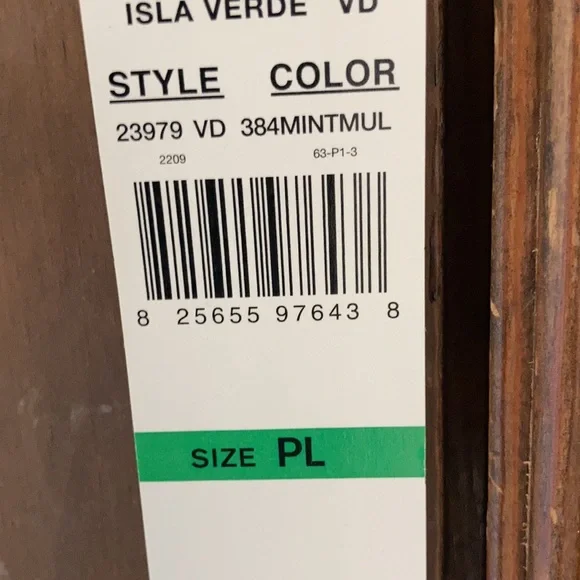 ISLA VERDE VD
STYLE COLOR
23979 VD 384MINTMUL
2209 63-P1-3
8 25655 97643 8
SIZE PL